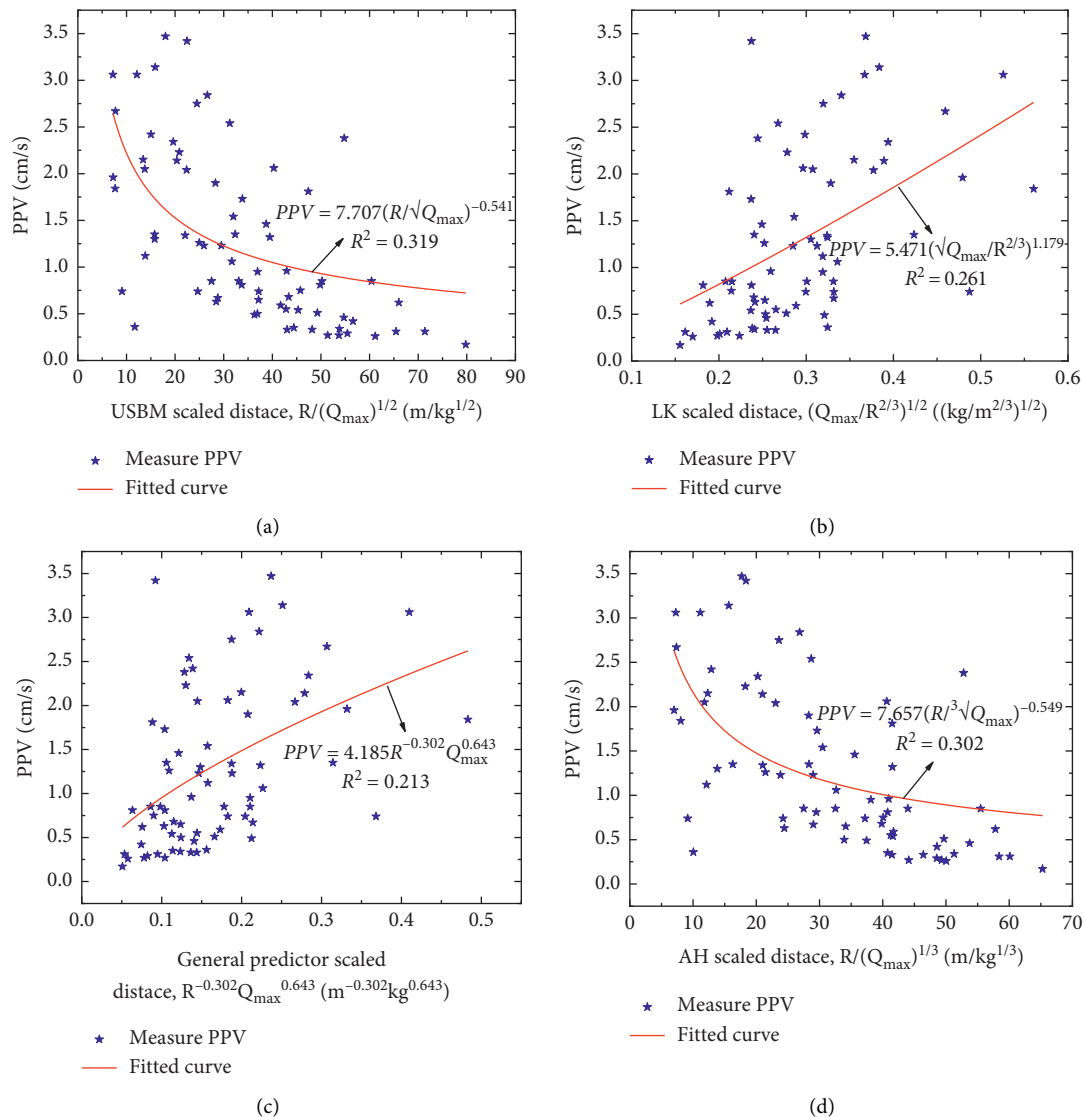 3.5
3.0
2.5
2.0
1.5
1.0
0.5
0.0
PPV (cm/s)
PPV = 7.707(R/√Q_max)^–0.541
R² = 0.319
0 10 20 30 40 50 60 70 80 90
USBM scaled distace, R/(Q_max)^1/2 (m/kg^1/2)
Measure PPV
Fitted curve
(a)
3.5
3.0
2.5
2.0
1.5
1.0
0.5
0.0
PPV (cm/s)
PPV = 5.471(√Q_max/R^2/3)^1.179
R² = 0.261
0.1 0.2 0.3 0.4 0.5 0.6
LK scaled distace, (Q_max/R^2/3)^1/2 ((kg/m^2/3)^1/2)
Measure PPV
Fitted curve
(b)
3.5
3.0
2.5
2.0
1.5
1.0
0.5
0.0
PPV (cm/s)
PPV = 4.185R^–0.302Q_max^0.643
R² = 0.213
0.0 0.1 0.2 0.3 0.4 0.5
General predictor scaled
distace, R^–0.302Q_max^0.643 (m^–0.302kg^0.643)
Measure PPV
Fitted curve
(c)
3.5
3.0
2.5
2.0
1.5
1.0
0.5
0.0
PPV (cm/s)
PPV = 7.657(R/³√Q_max)^–0.549
R² = 0.302
0 10 20 30 40 50 60 70
AH scaled distace, R/(Q_max)^1/3 (m/kg^1/3)
Measure PPV
Fitted curve
(d)